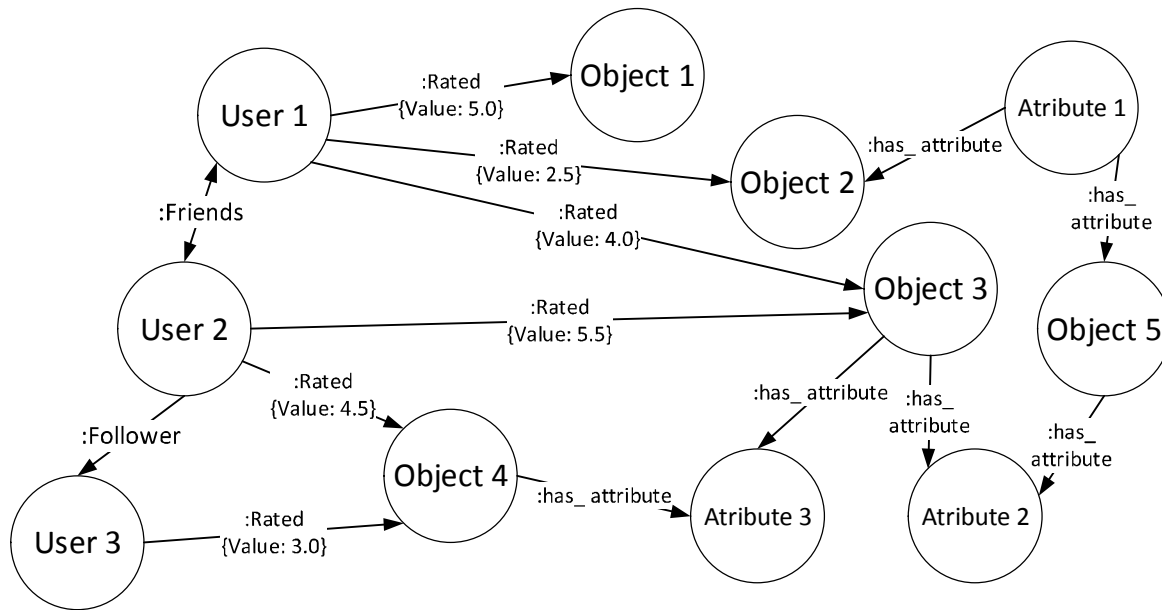 :Rated
{Value: 5.0}
Object 1
User 1
Atribute 1
:Rated
{Value: 2.5}
:has_ attribute
Object 2
:Rated
{Value: 4.0}
:has_
attribute
:Friends
Object 3
User 2
:Rated
{Value: 5.5}
Object 5
:Rated
{Value: 4.5}
:has_ attribute
:has_
attribute
:Follower
:has_
attribute
Object 4
:has_ attribute
Atribute 3
Atribute 2
User 3
:Rated
{Value: 3.0}